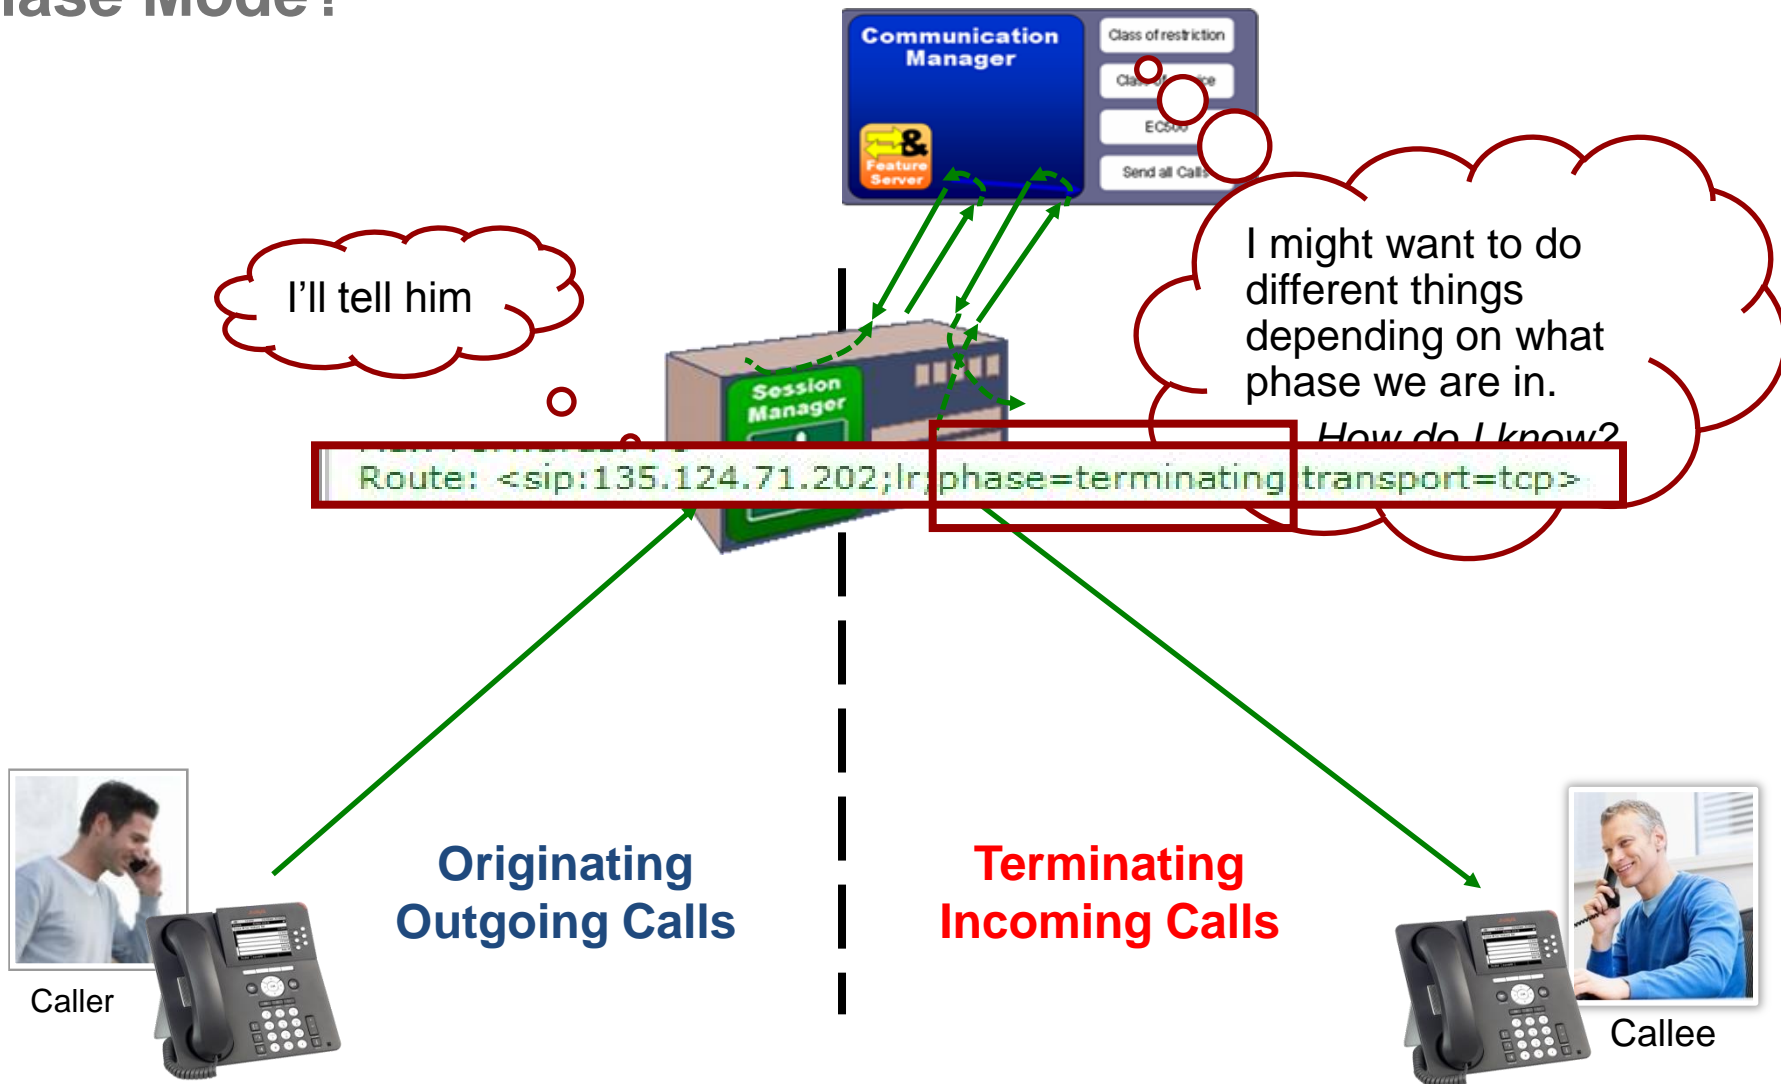 hase Mode?
Communication
Manager
Class of restriction
EC500
Send all Calls
&
Feature
Server
I'll tell him
I might want to do
different things
depending on what
phase we are in.
How do I know?
Session
Manager
Route: <sip:135.124.71.202;lr;phase=terminating;transport=tcp>
Originating
Outgoing Calls
Terminating
Incoming Calls
Caller
Callee